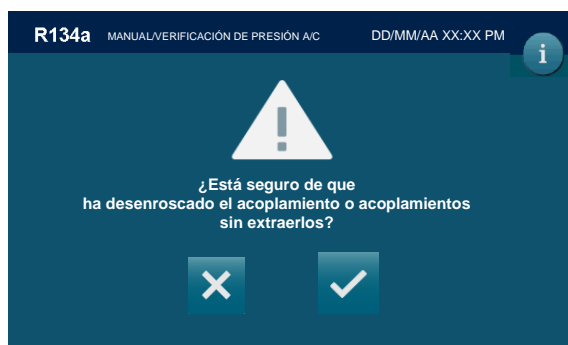 R134a MANUAL/VERIFICACIÓN DE PRESIÓN A/C DD/MM/AA XX:XX PM
i
!
¿Está seguro de que
ha desenroscado el acoplamiento o acoplamientos
sin extraerlos?